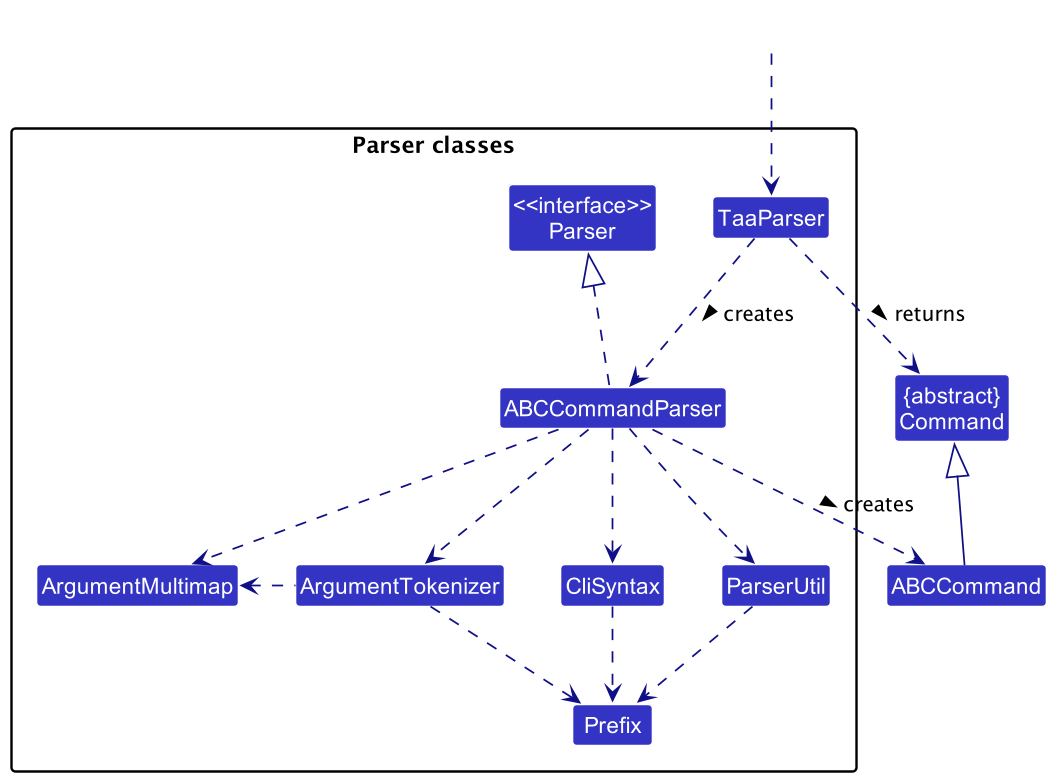 Parser classes
<<interface>>
Parser
TaaParser
creates
returns
{abstract}
Command
ABCCommandParser
creates
ArgumentMultimap
ArgumentTokenizer
CliSyntax
ParserUtil
ABCCommand
Prefix